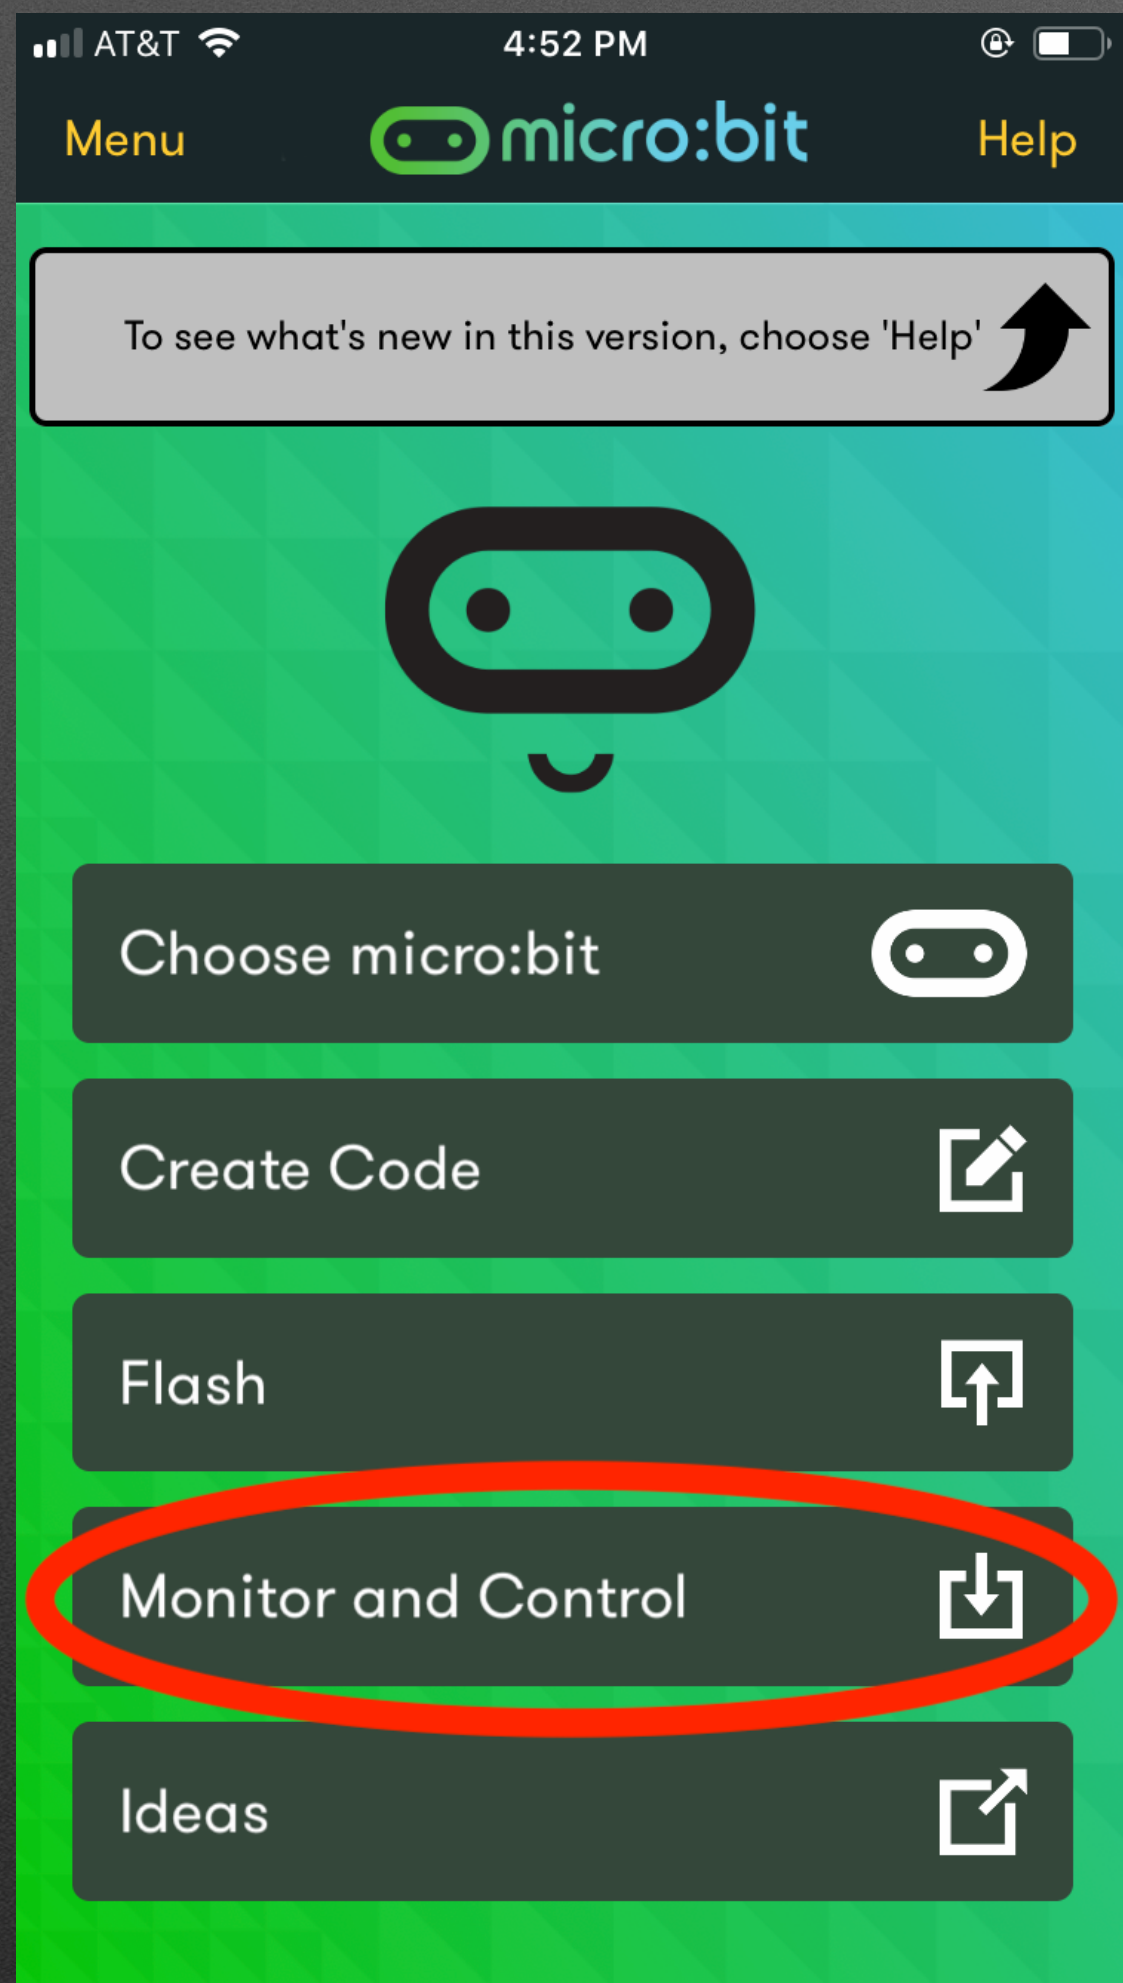 AT&T 4:52 PM
Menu micro:bit Help
To see what's new in this version, choose 'Help'
Choose micro:bit
Create Code
Flash
Monitor and Control
Ideas